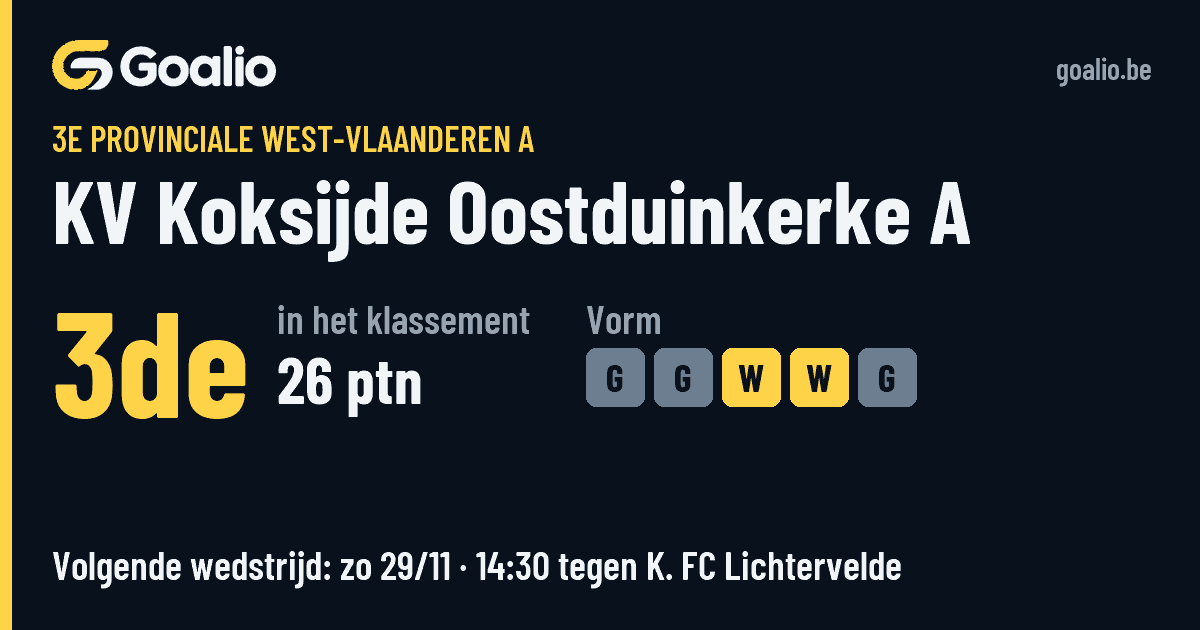 Goalio
goalio.be
3E PROVINCIALE WEST-VLAANDEREN A
KV Koksijde Oostduinkerke A
3de
in het klassement
26 ptn
Vorm
G G W W G
Volgende wedstrijd: zo 29/11 · 14:30 tegen K. FC Lichtervelde